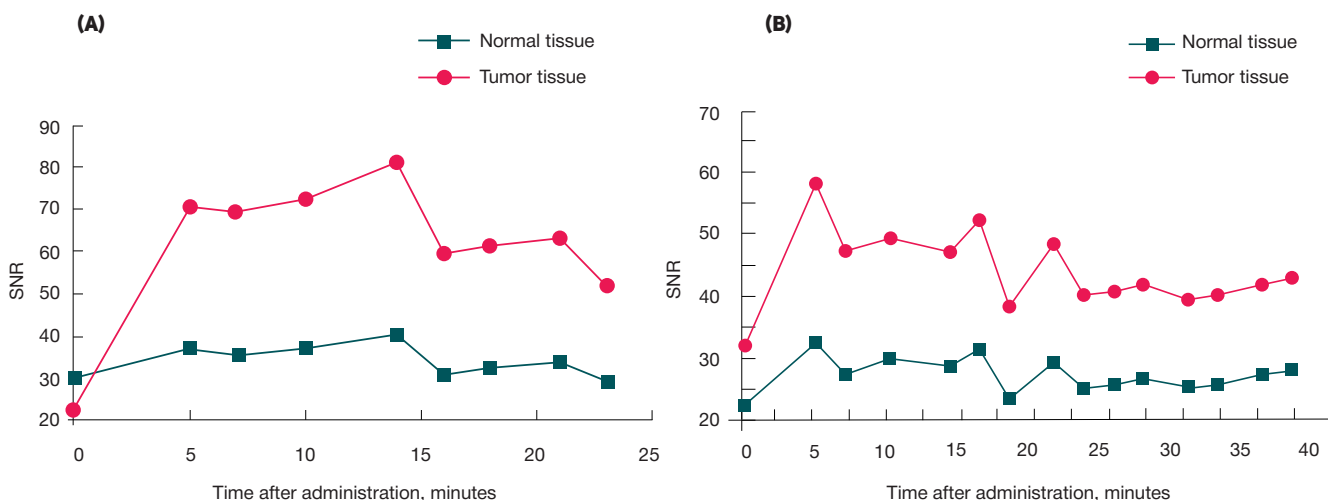 (A)
Normal tissue
Tumor tissue
90
80
70
60
50
40
30
20
SNR
0 5 10 15 20 25
Time after administration, minutes
(B)
Normal tissue
Tumor tissue
70
60
50
40
30
20
SNR
0 5 10 15 20 25 30 35 40
Time after administration, minutes